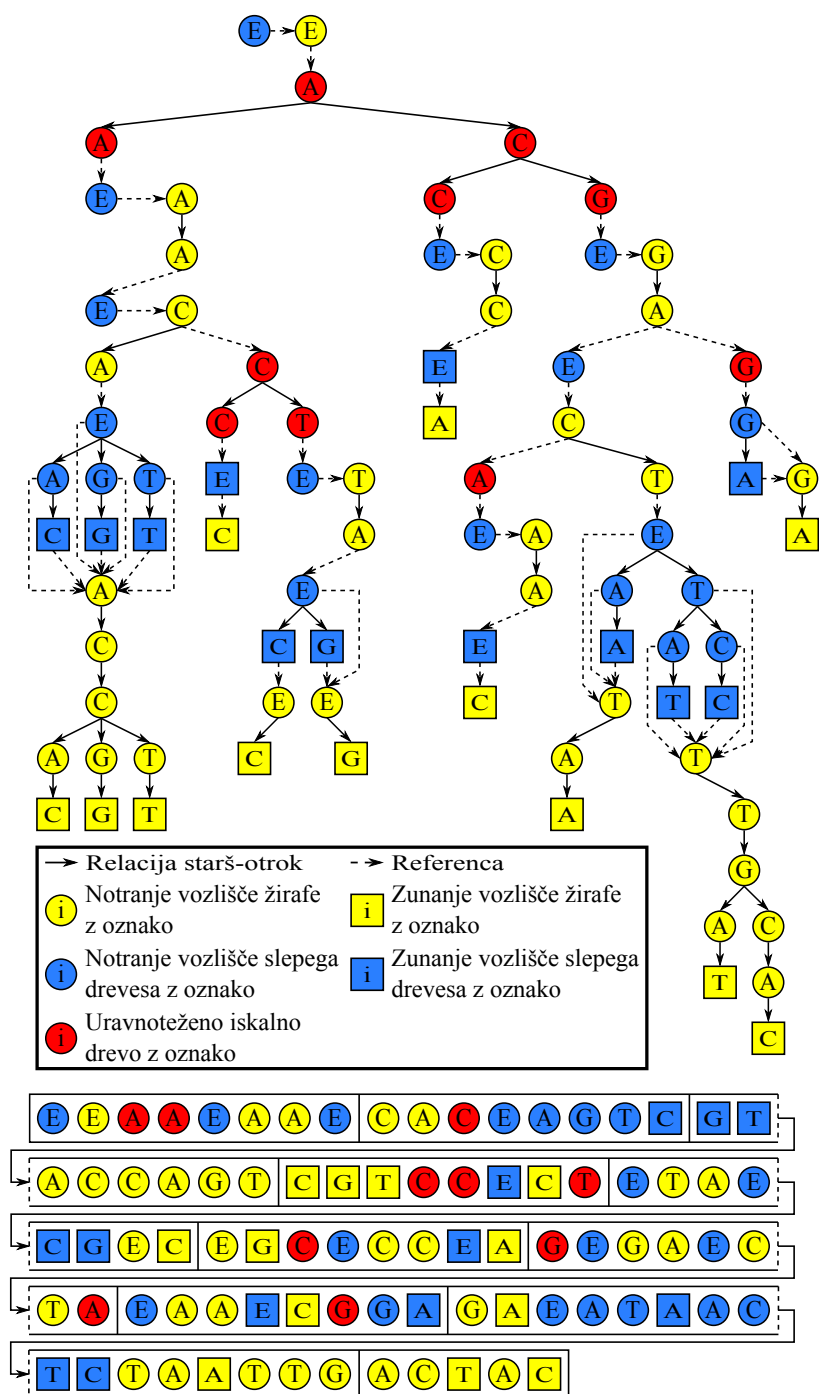 E E
A
A C
E A C G
A E C E G
E C C A
A C E E G
E C T A C G
A G T E E T A T A G
C G T C A E A E A
A E A A T
C C G E A A C
C E E C T T C
A G T C G A T
C G T A T
G
A C
T A
C
Relacija starš-otrok Referenca
i Notranje vozlišče žirafe i Zunanje vozlišče žirafe
z oznako z oznako
i Notranje vozlišče slepega i Zunanje vozlišče slepega
drevesa z oznako drevesa z oznako
i Uravnoteženo iskalno
drevo z oznako
E E A A E A A E C A C E A G T C G T
A C C A G T C G T C C E C T E T A E
C G E C E G C E C C E A G E G A E C
T A E A A E C G G A G A E A T A A C
T C T A A T T G A C T A C